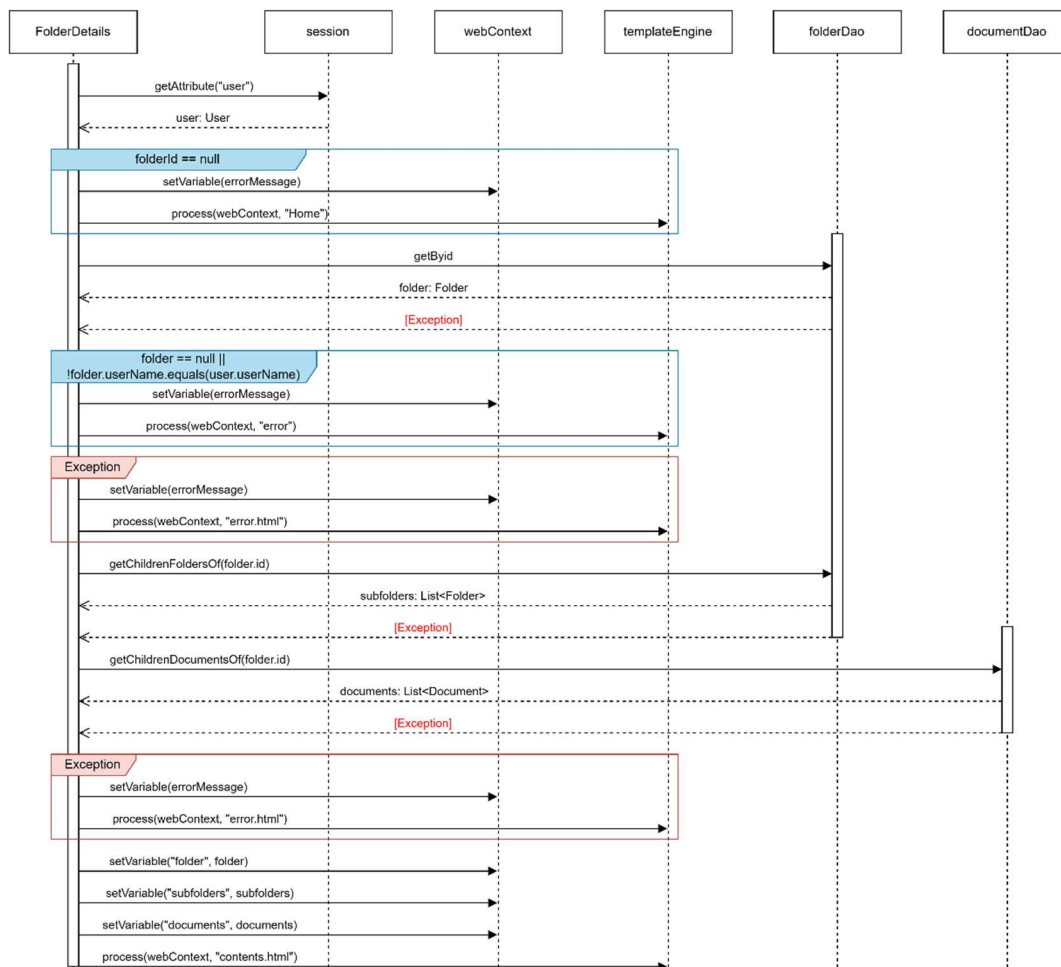 FolderDetails
session
webContext
templateEngine
folderDao
documentDao
getAttribute("user")
user: User
folderId == null
setVariable(errorMessage)
process(webContext, "Home")
getByid
folder: Folder
[Exception]
folder == null ||
!folder.userName.equals(user.userName)
setVariable(errorMessage)
process(webContext, "error")
Exception
setVariable(errorMessage)
process(webContext, "error.html")
getChildrenFoldersOf(folder.id)
subfolders: List<Folder>
[Exception]
getChildrenDocumentsOf(folder.id)
documents: List<Document>
[Exception]
Exception
setVariable(errorMessage)
process(webContext, "error.html")
setVariable("folder", folder)
setVariable("subfolders", subfolders)
setVariable("documents", documents)
process(webContext, "contents.html")